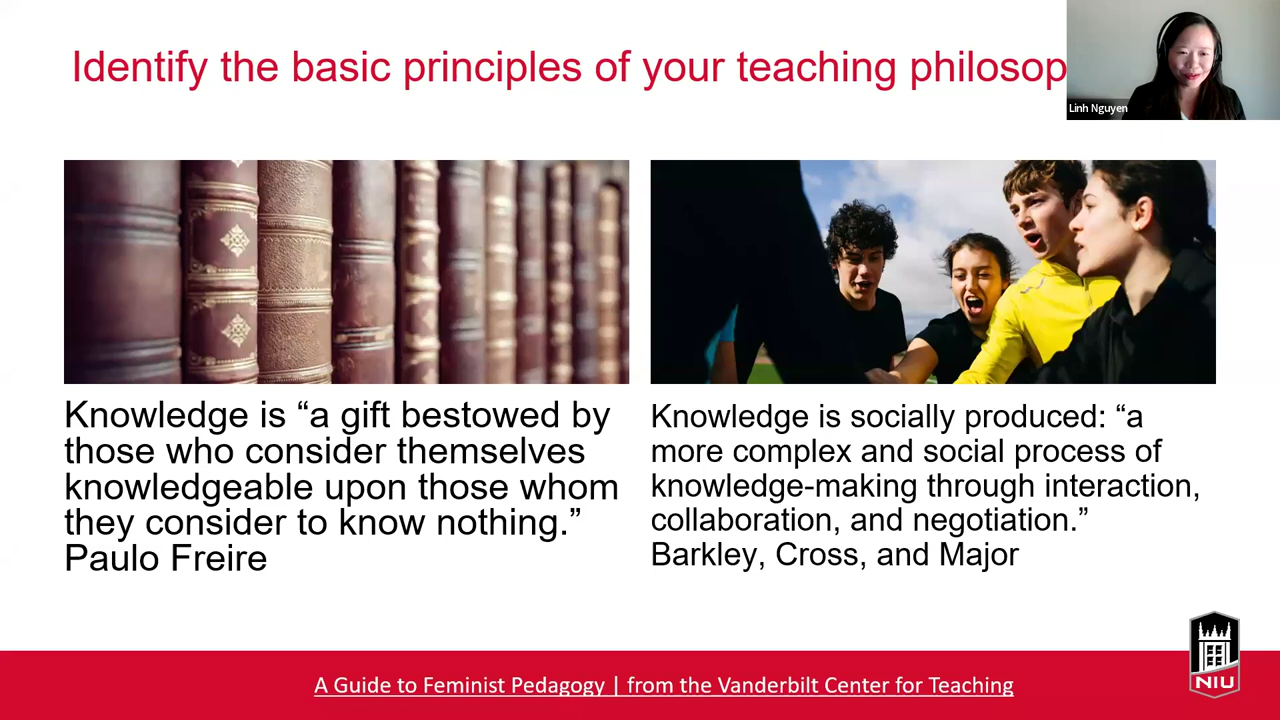 Identify the basic principles of your teaching philosop
Linh Nguyen
Knowledge is “a gift bestowed by
those who consider themselves
knowledgeable upon those whom
they consider to know nothing.”
Paulo Freire
Knowledge is socially produced: “a
more complex and social process of
knowledge-making through interaction,
collaboration, and negotiation.”
Barkley, Cross, and Major
A Guide to Feminist Pedagogy | from the Vanderbilt Center for Teaching
NIU